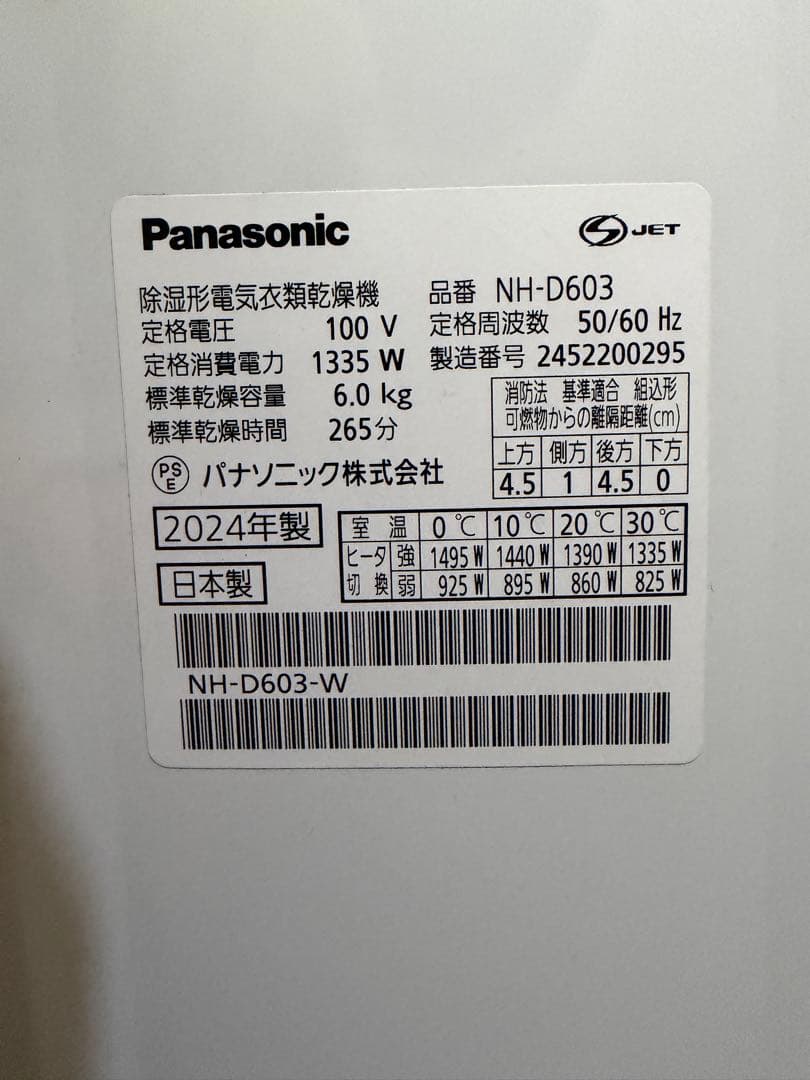 Panasonic
S JET
除湿形電気衣類乾燥機 品番 NH-D603
定格電圧 100 V 定格周波数 50/60 Hz
定格消費電力 1335 W 製造番号 2452200295
標準乾燥容量 6.0 kg
標準乾燥時間 265分
消防法 基準適合 組込形
可燃物からの離隔距離(cm)
上方 側方 後方 下方
4.5 1 4.5 0
PS
E パナソニック株式会社
2024年製
日本製
室温 0℃ 10℃ 20℃ 30℃
ヒータ 強 1495 W 1440 W 1390 W 1335 W
切換 弱 925 W 895 W 860 W 825 W
NH-D603-W